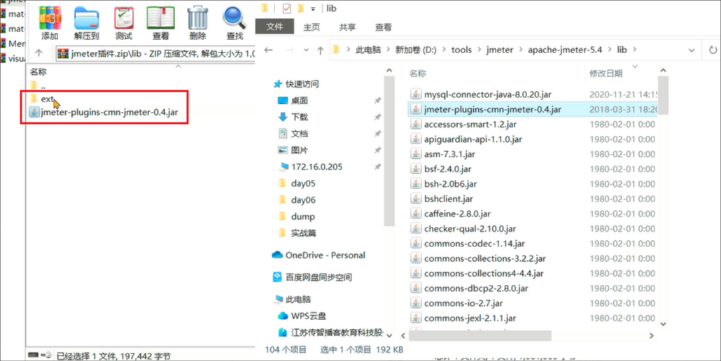 mat
mat
Men
visua
添加
解压到
测试
查看
删除
查找
jmeter插件.zip\lib - ZIP 压缩文件, 解包大小为 1,0
名称
..
ext
jmeter-plugins-cmn-jmeter-0.4.jar
已经选择 1 文件, 197,442 字节
lib
文件
主页
共享
查看
此电脑 > 新加卷 (D:) > tools > jmeter > apache-jmeter-5.4 > lib >
快速访问
桌面
下载
文档
图片
172.16.0.205
day05
day06
dump
实战篇
OneDrive - Personal
百度网盘同步空间
此电脑
WPS云盘
江苏传智播客教育科技股
名称 修改日期
mysql-connector-java-8.0.20.jar 2020-11-21 14:15
jmeter-plugins-cmn-jmeter-0.4.jar 2018-03-31 18:20
accessors-smart-1.2.jar 1980-02-01 0:00
apiguardian-api-1.1.0.jar 1980-02-01 0:00
asm-7.3.1.jar 1980-02-01 0:00
bsf-2.4.0.jar 1980-02-01 0:00
bsh-2.0b6.jar 1980-02-01 0:00
bshclient.jar 1980-02-01 0:00
caffeine-2.8.0.jar 1980-02-01 0:00
checker-qual-2.10.0.jar 1980-02-01 0:00
commons-codec-1.14.jar 1980-02-01 0:00
commons-collections-3.2.2.jar 1980-02-01 0:00
commons-collections4-4.4.jar 1980-02-01 0:00
commons-dbcp2-2.8.0.jar 1980-02-01 0:00
commons-io-2.7.jar 1980-02-01 0:00
commons-jexl-2.1.1.jar 1980-02-01 0:00
104 个项目 选中 1 个项目 192 KB